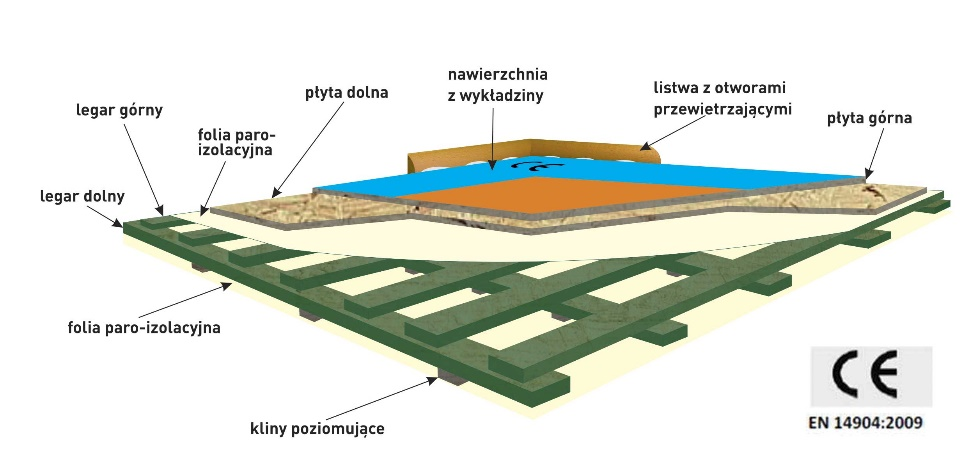 nawierzchnia
z wykładziny
listwa z otworami
przewietrzającymi
płyta dolna
legar górny
płyta górna
folia paro-
izolacyjna
legar dolny
folia paro-izolacyjna
kliny poziomujące
CE
CE
EN 14904:2009